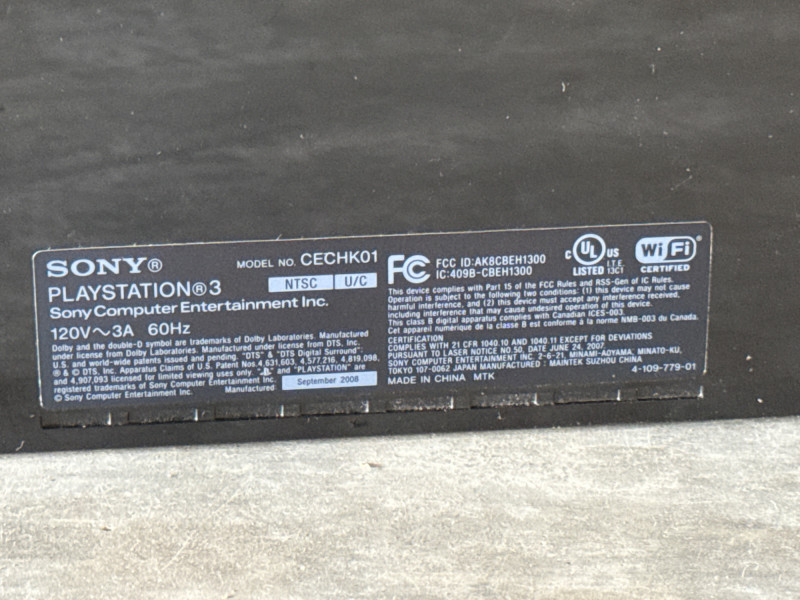 SONY®
MODEL NO. CECHK01
PLAYSTATION®3
NTSC U/C
Sony Computer Entertainment Inc.
120V～3A 60Hz
Dolby and the double-D symbol are trademarks of Dolby Laboratories. Manufactured
under license from Dolby Laboratories. Manufactured under license from DTS, Inc.
U.S. and world-wide patents issued and pending. "DTS" & "DTS Digital Surround":
® & © DTS, Inc. Apparatus Claims of U.S. Patent Nos 4,631,603, 4,577,216, 4,819,098,
and 4,907,093 licensed for limited viewing uses only. and "PLAYSTATION" are
registered trademarks of Sony Computer Entertainment Inc.
© Sony Computer Entertainment Inc. Manufactured
September 2008
FC FCC ID:AK8CBEH1300
IC:409B-CBEH1300
c UL US
LISTED I.T.E. 13C1
Wi Fi
CERTIFIED
This device complies with Part 15 of the FCC Rules and RSS-Gen of IC Rules.
Operation is subject to the following two conditions: (1) this device may not cause
harmful interference, and (2) this device must accept any interference received,
including interference that may cause undesired operation of this device.
This class B digital apparatus complies with Canadian ICES-003.
Cet appareil numérique de la classe B est conforme à la norme NMB-003 du Canada.
CERTIFICATION
COMPLIES WITH 21 CFR 1040.10 AND 1040.11 EXCEPT FOR DEVIATIONS
PURSUANT TO LASER NOTICE NO.50, DATE JUNE 24, 2007.
SONY COMPUTER ENTERTAINMENT INC. 2-6-21, MINAMI-AOYAMA, MINATO-KU,
TOKYO 107-0062 JAPAN MANUFACTURED : MAINTEK SUZHOU CHINA
MADE IN CHINA MTK
4-109-779-01